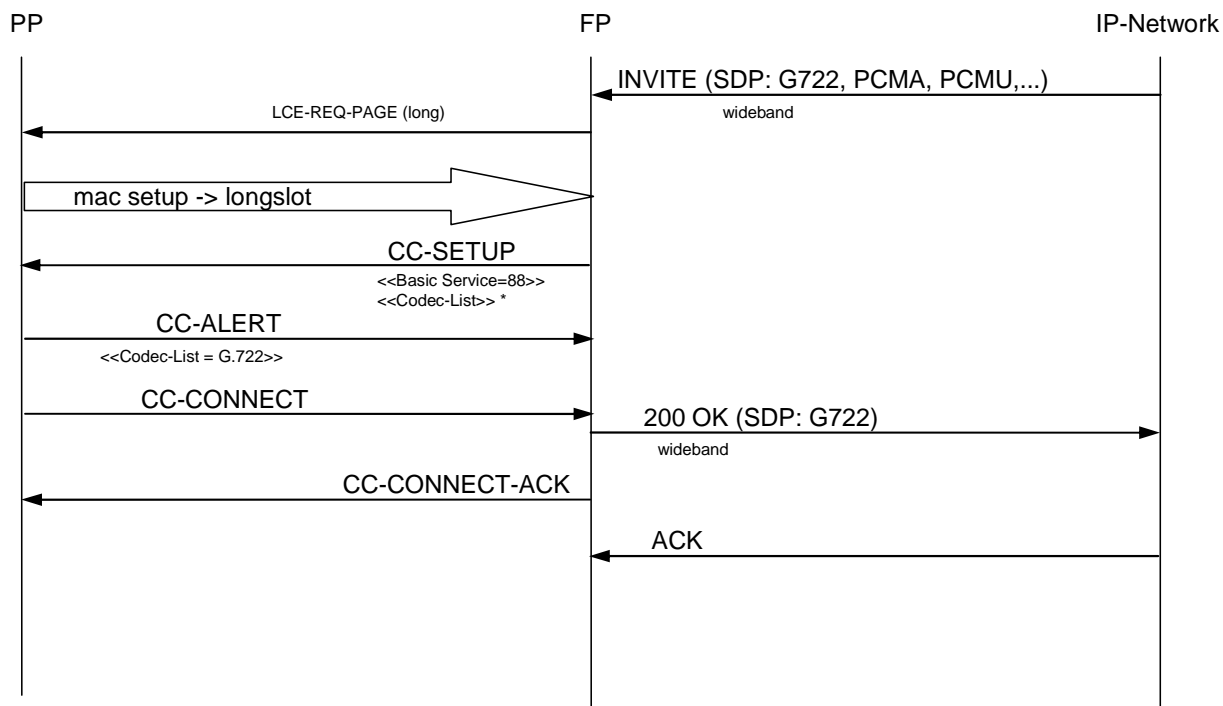 PP
FP
IP-Network
INVITE (SDP: G722, PCMA, PCMU,...)
wideband
LCE-REQ-PAGE (long)
mac setup -> longslot
CC-SETUP
<<Basic Service=88>>
<<Codec-List>> *
CC-ALERT
<<Codec-List = G.722>>
CC-CONNECT
200 OK (SDP: G722)
wideband
CC-CONNECT-ACK
ACK